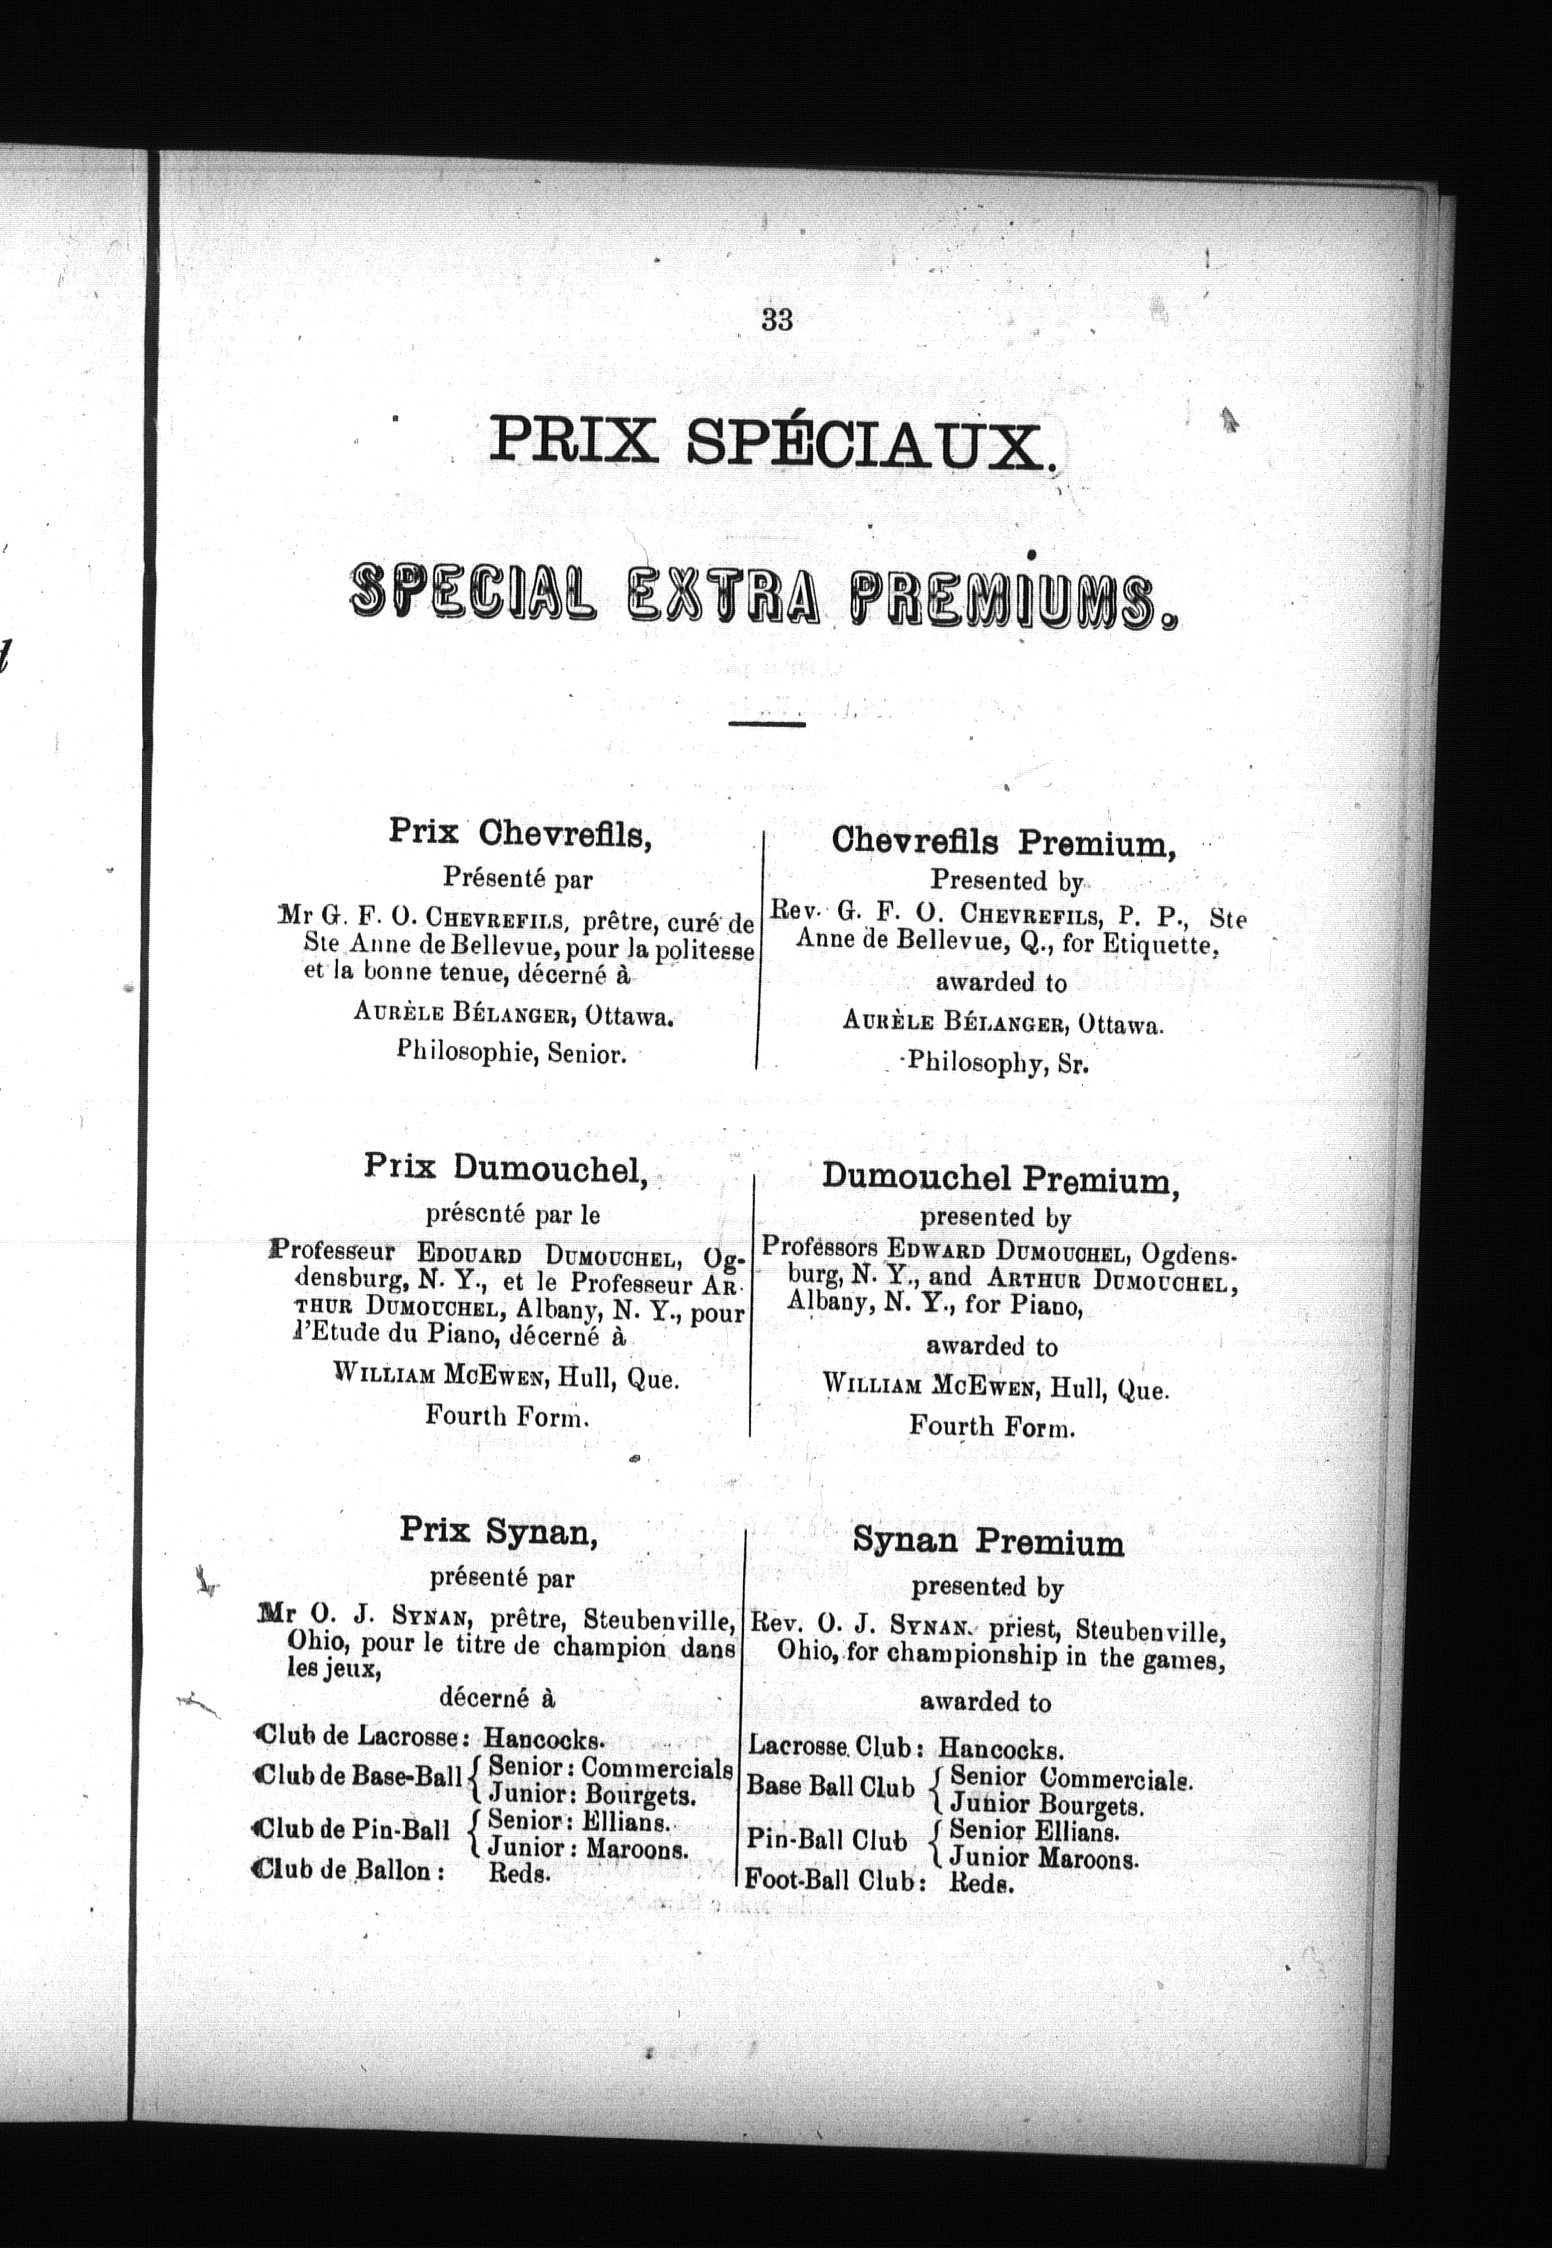 33
PRIX SPÉCIAUX.
SPECIAL EXTRA PREMIUMS.
Prix Chevrefils,
Présenté par
Mr G. F. O. CHEVREFILS, prêtre, curé de
Ste Anne de Bellevue, pour la politesse
et la bonne tenue, décerné à
AURÈLE BÉLANGER, Ottawa.
Philosophie, Senior.
Chevrefils Premium,
Presented by
Rev. G. F. O. CHEVREFILS, P. P., Ste
Anne de Bellevue, Q., for Etiquette,
awarded to
AURÈLE BÉLANGER, Ottawa.
Philosophy, Sr.
Prix Dumouchel,
présenté par le
Professeur EDOUARD DUMOUCHEL, Og-
densburg, N. Y., et le Professeur AR-
THUR DUMOUCHEL, Albany, N. Y., pour
l'Etude du Piano, décerné à
WILLIAM MCEWEN, Hull, Que.
Fourth Form.
Dumouchel Premium,
presented by
Professors EDWARD DUMOUCHEL, Ogdens-
burg, N. Y., and ARTHUR DUMOUCHEL,
Albany, N. Y., for Piano,
awarded to
WILLIAM MCEWEN, Hull, Que.
Fourth Form.
Prix Synan,
présenté par
Mr O. J. SYNAN, prêtre, Steubenville,
Ohio, pour le titre de champion dans
les jeux,
décerné à
Club de Lacrosse: Hancocks.
Club de Base-Ball { Senior: Commercials
Junior: Bourgets.
Club de Pin-Ball { Senior: Ellians.
Junior: Maroons.
Club de Ballon: Reds.
Synan Premium
presented by
Rev. O. J. SYNAN. priest, Steubenville,
Ohio, for championship in the games,
awarded to
Lacrosse Club: Hancocks.
Base Ball Club { Senior Commercials.
Junior Bourgets.
Pin-Ball Club { Senior Ellians.
Junior Maroons.
Foot-Ball Club: Reds.